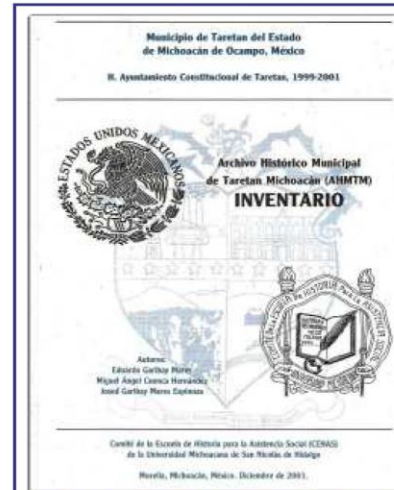 Municipio de Taretan del Estado
de Michoacán de Ocampo, México
H. Ayuntamiento Constitucional de Taretan, 1999-2001
ESTADOS UNIDOS MEXICANOS
Archivo Histórico Municipal
de Taretan Michoacán (AHMTM)
INVENTARIO
Autores:
Eduardo Garibay Mares
Miguel Ángel Cuenca Hernández
Josed Garibay Mares Espinoza
Comité de la Escuela de Historia para la Asistencia Social (CEHAS)
de la Universidad Michoacana de San Nicolás de Hidalgo
Morelia, Michoacán, México. Diciembre de 2001.